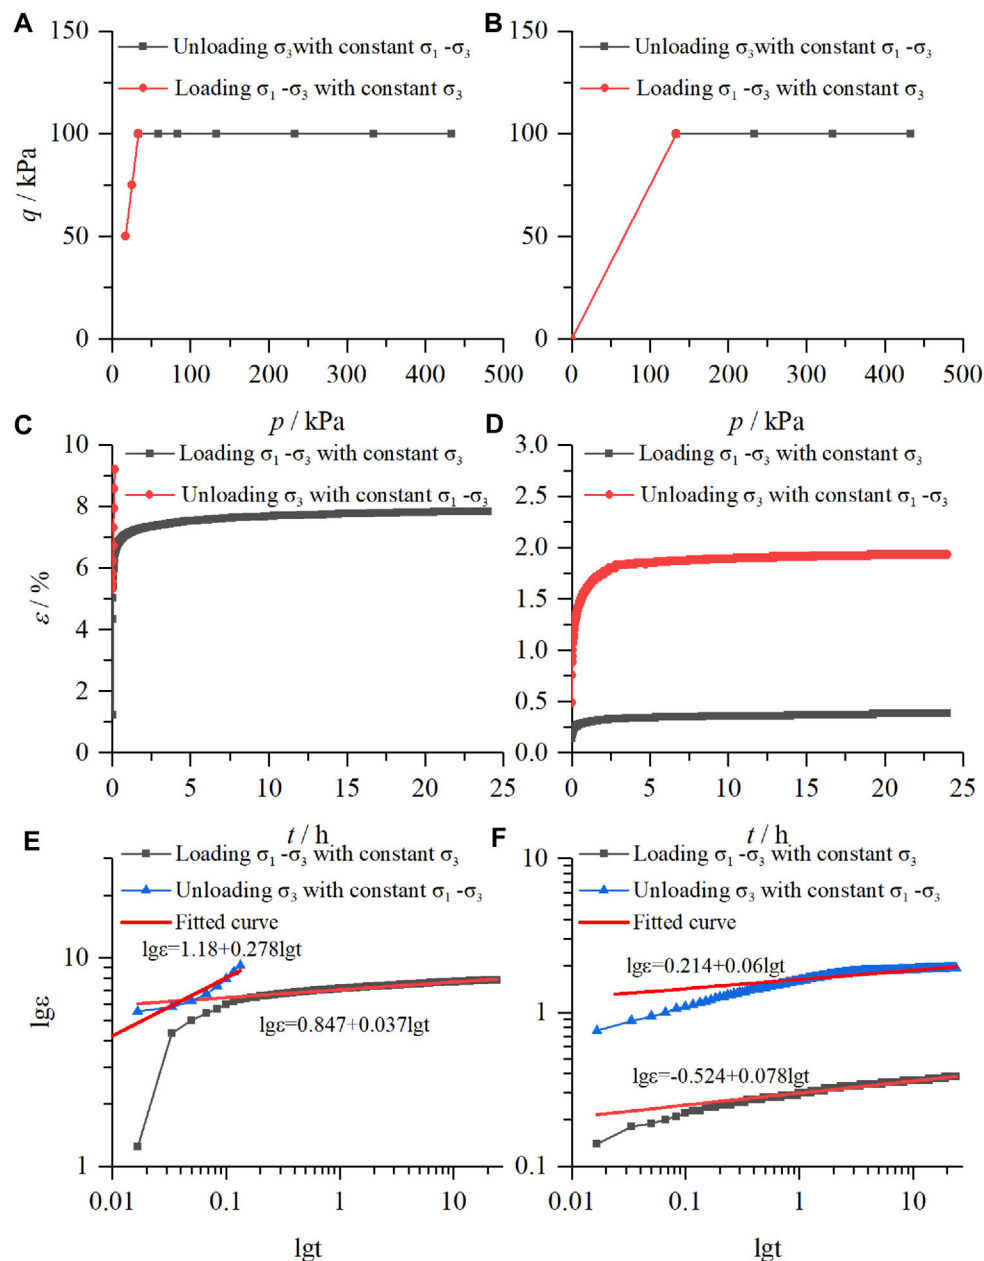 A
150
Unloading σ3with constant σ1 -σ3
Loading σ1 -σ3 with constant σ3
100
50
0
q / kPa
0 100 200 300 400 500
p / kPa
B
150
Unloading σ3with constant σ1 -σ3
Loading σ1 -σ3 with constant σ3
100
50
0
0 100 200 300 400 500
p / kPa
C
10
Loading σ1 -σ3 with constant σ3
Unloading σ3 with constant σ1 -σ3
8
6
4
2
0
ε / %
0 5 10 15 20 25
t / h
D
3.0
Loading σ1 -σ3 with constant σ3
Unloading σ3 with constant σ1 -σ3
2.5
2.0
1.5
1.0
0.5
0.0
0 5 10 15 20 25
t / h
E
Loading σ1 -σ3 with constant σ3
Unloading σ3 with constant σ1 -σ3
Fitted curve
lgε=1.18+0.278lgt
10
lgε=0.847+0.037lgt
1
lgε
0.01 0.1 1 10
lgt
F
10
Loading σ1 -σ3 with constant σ3
Unloading σ3 with constant σ1 -σ3
Fitted curve
lgε=0.214+0.06lgt
1
lgε=-0.524+0.078lgt
0.1
0.01 0.1 1 10
lgt